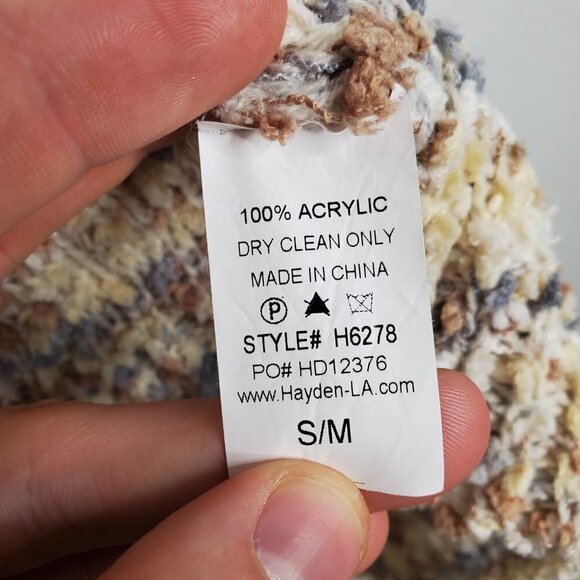 100% ACRYLIC
DRY CLEAN ONLY
MADE IN CHINA
P
STYLE# H6278
PO# HD12376
www.Hayden-LA.com
S/M